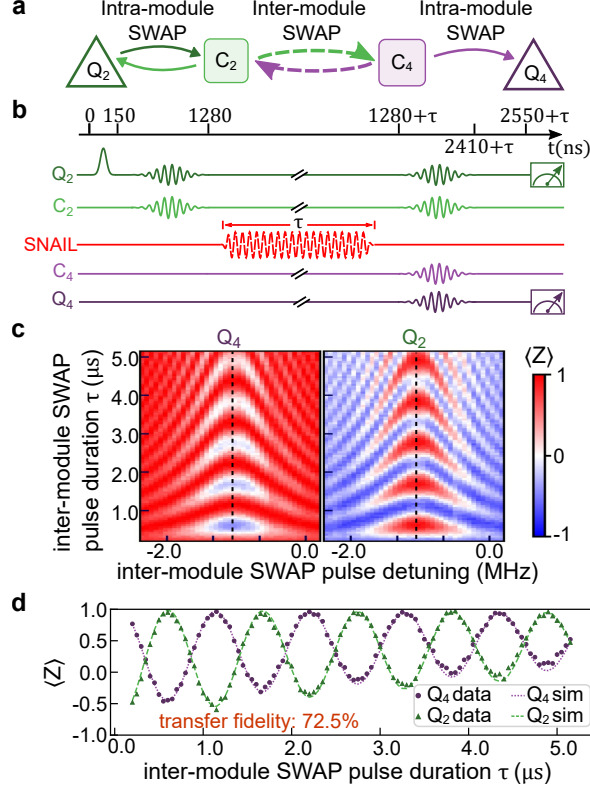 a
Intra-module
SWAP
Inter-module
SWAP
Intra-module
SWAP
Q₂
C₂
C₄
Q₄
b
0 150 1280 1280+τ 2550+τ
2410+τ t(ns)
Q₂
C₂
τ
SNAIL
C₄
Q₄
c
Q₄
Q₂
⟨Z⟩
inter-module SWAP
pulse duration τ (μs)
5.0
4.0
3.0
2.0
1.0
-2.0 0.0
-2.0 0.0
1
0
-1
inter-module SWAP pulse detuning (MHz)
d
⟨Z⟩
1.0
0.5
0.0
-0.5
-1.0
Q₄ data Q₄ sim
Q₂ data Q₂ sim
transfer fidelity: 72.5%
0.0 1.0 2.0 3.0 4.0 5.0
inter-module SWAP pulse duration τ (μs)